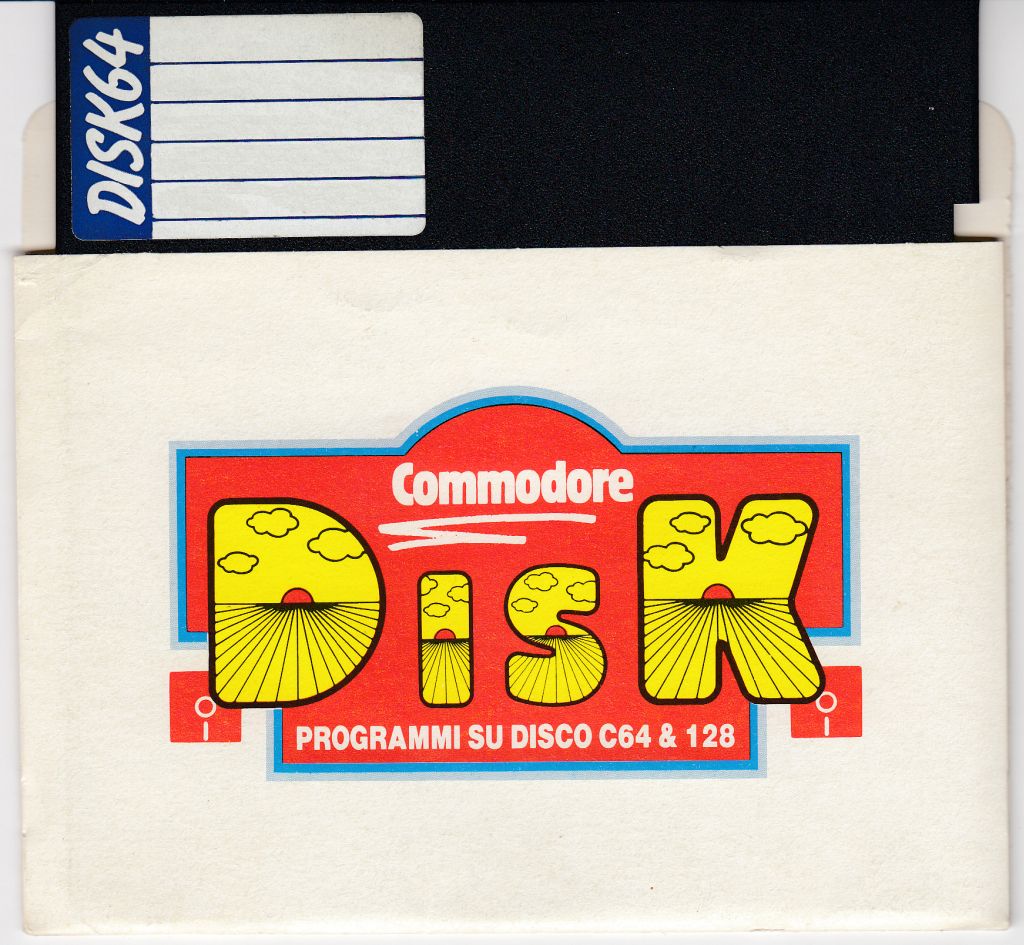 DISK64
Commodore
DISK
PROGRAMMI SU DISCO C64 & 128